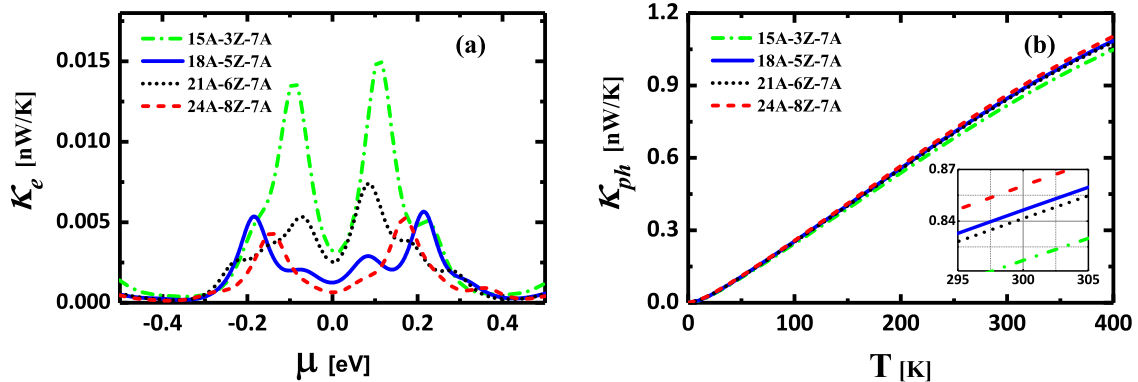 0.015
0.010
0.005
0.000
κe [nW/K]
15A-3Z-7A
18A-5Z-7A
21A-6Z-7A
24A-8Z-7A
(a)
-0.4 -0.2 0.0 0.2 0.4
μ [eV]
1.2
0.9
0.6
0.3
0.0
κph [nW/K]
15A-3Z-7A
18A-5Z-7A
21A-6Z-7A
24A-8Z-7A
(b)
0.87
0.84
295 300 305
0 100 200 300 400
T [K]